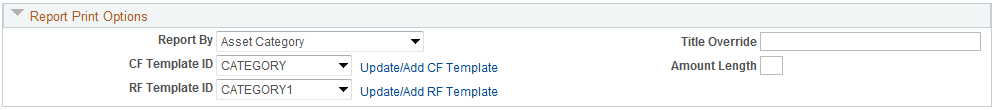 Report Print Options
Report By Asset Category Title Override
CF Template ID CATEGORY Update/Add CF Template Amount Length
RF Template ID CATEGORY1 Update/Add RF Template